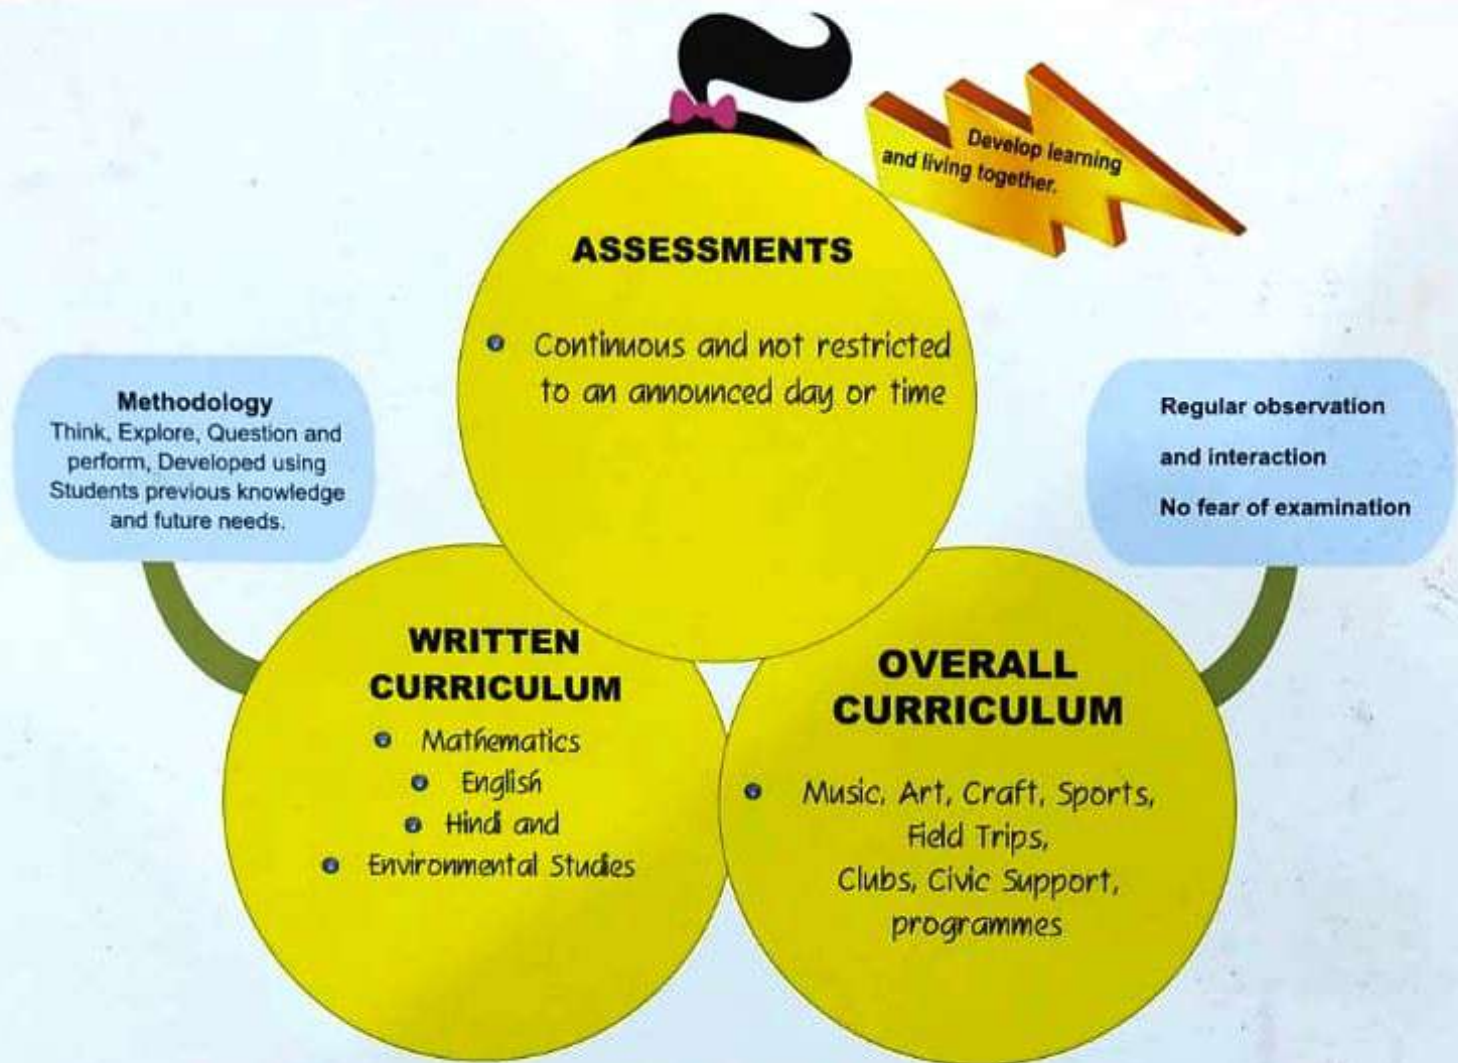 Develop learning
and living together.
ASSESSMENTS
Continuous and not restricted
to an announced day or time
Methodology
Think, Explore, Question and
perform, Developed using
Students previous knowledge
and future needs.
Regular observation
and interaction
No fear of examination
WRITTEN
CURRICULUM
Mathematics
English
Hindi and
Environmental Studies
OVERALL
CURRICULUM
Music, Art, Craft, Sports,
Field Trips,
Clubs, Civic Support,
programmes